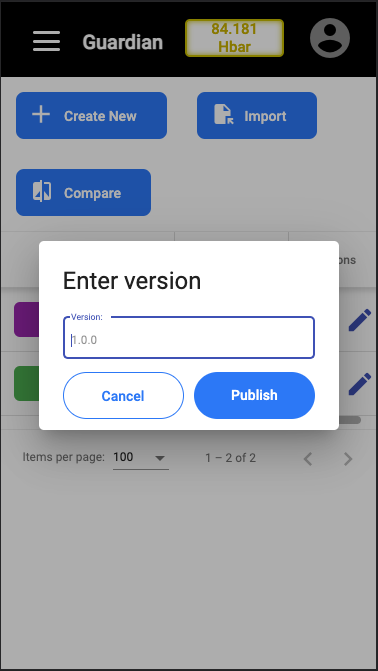 Guardian
84.181
Hbar
Create New
Import
Compare
ons
Enter version
Version:
1.0.0
Cancel
Publish
Items per page: 100 1 – 2 of 2